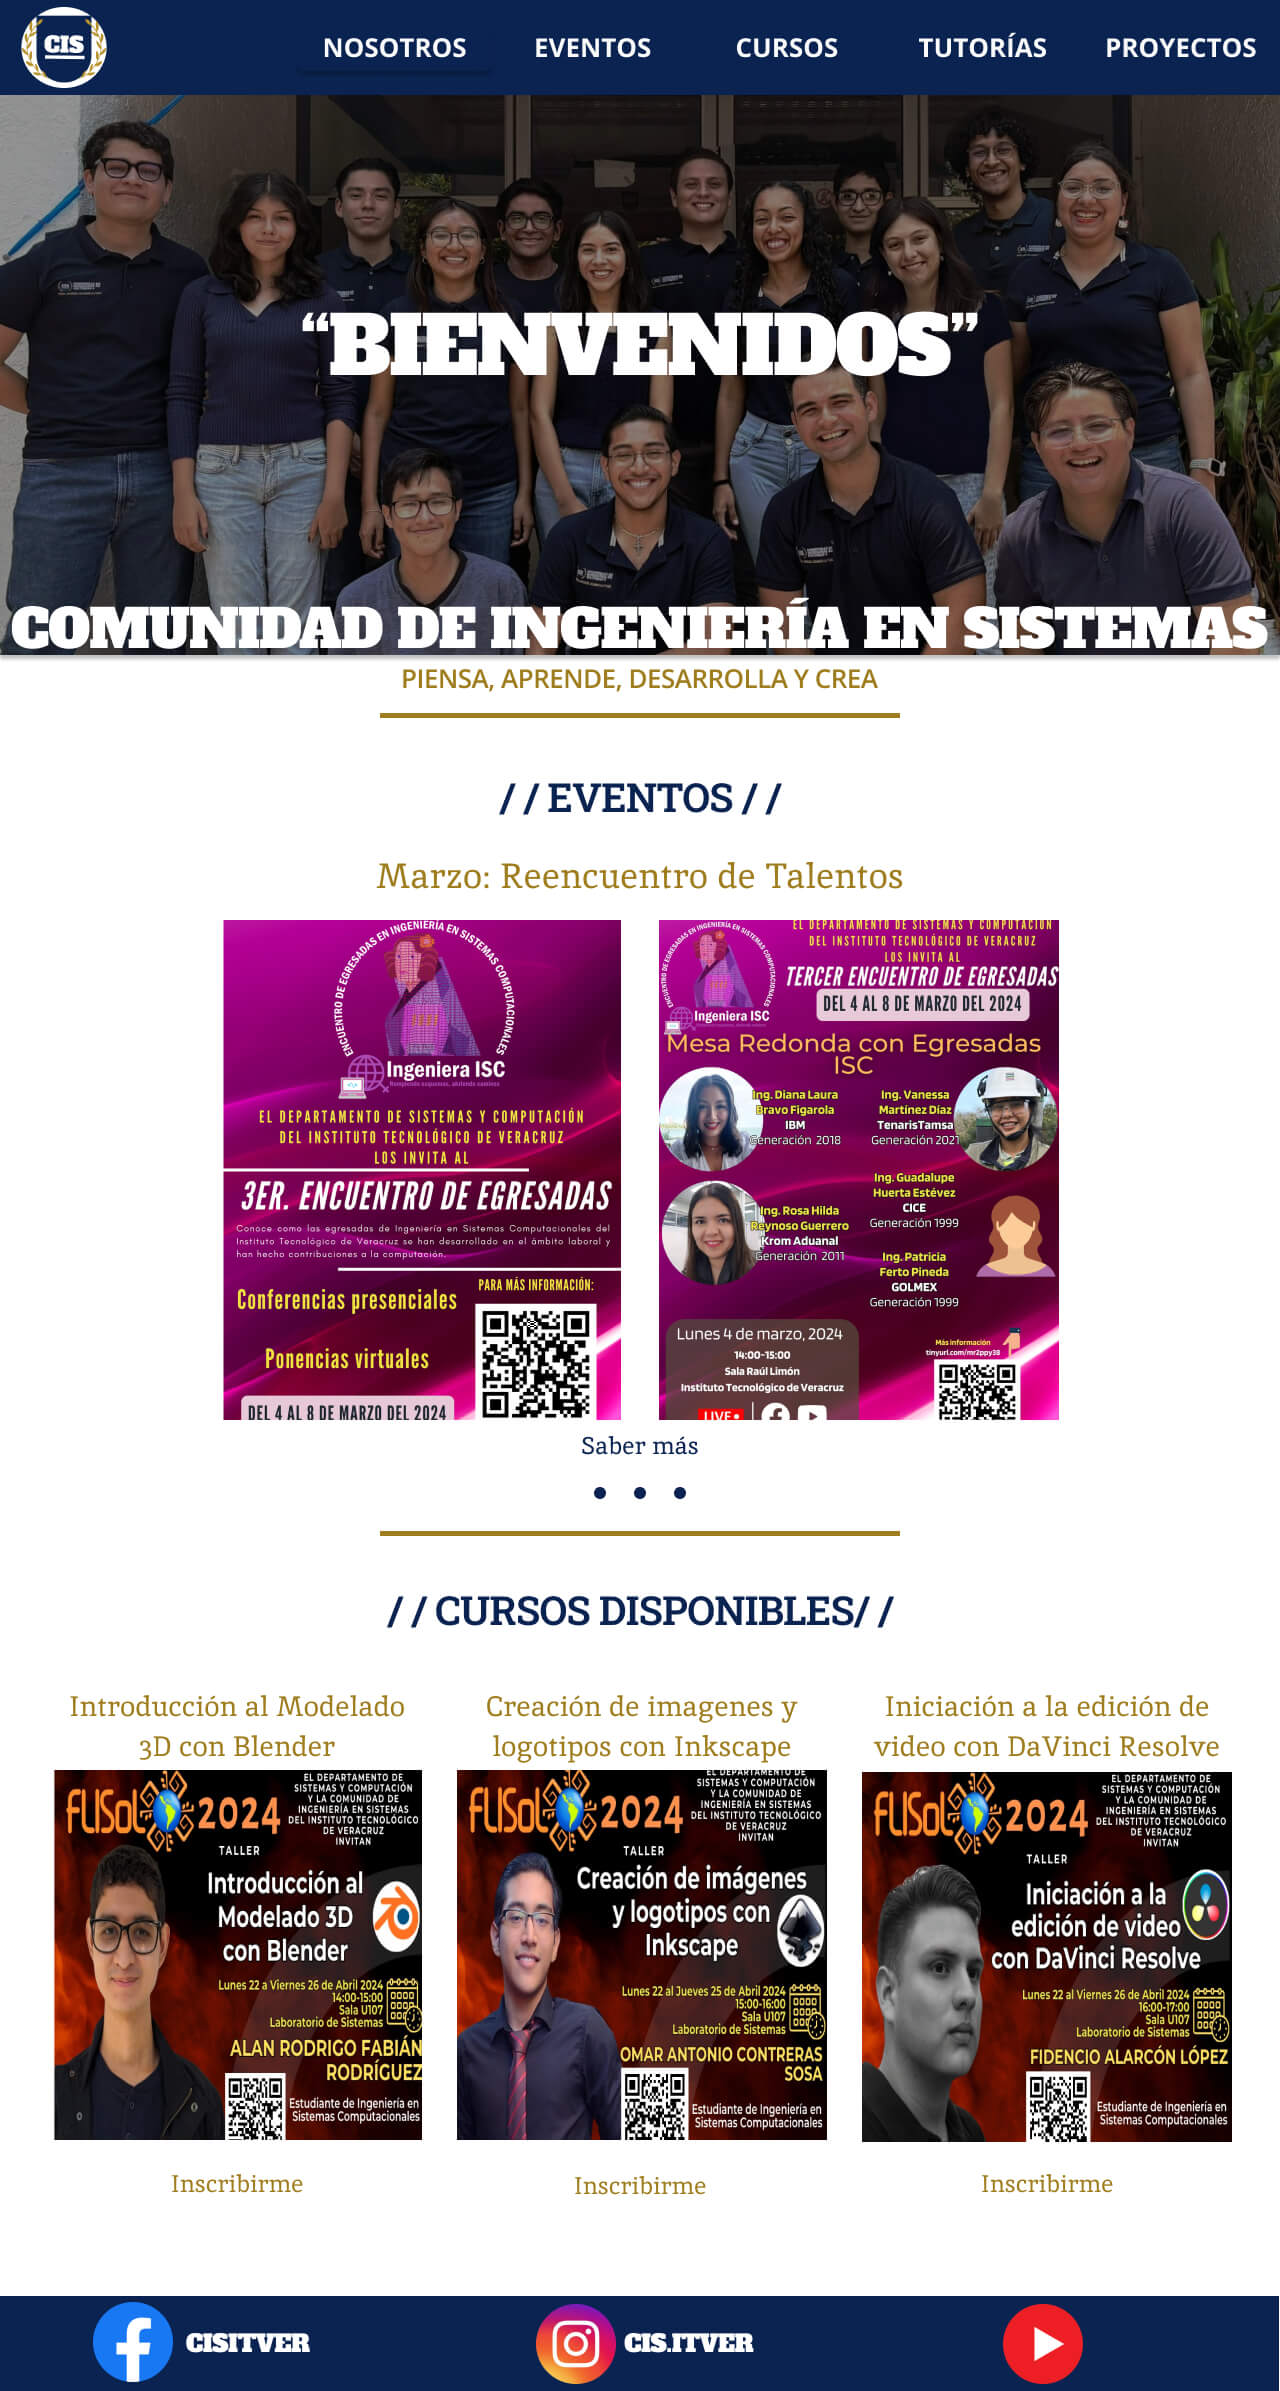 CIS
NOSOTROS
EVENTOS
CURSOS
TUTORÍAS
PROYECTOS
“BIENVENIDOS”
COMUNIDAD DE INGENIERÍA EN SISTEMAS
PIENSA, APRENDE, DESARROLLA Y CREA
/ / EVENTOS / /
Marzo: Reencuentro de Talentos
ENCUENTRO DE EGRESADAS EN INGENIERÍA EN SISTEMAS COMPUTACIONALES
Ingeniera ISC
Rompiendo esquemas, abriendo caminos
EL DEPARTAMENTO DE SISTEMAS Y COMPUTACIÓN
DEL INSTITUTO TECNOLÓGICO DE VERACRUZ
LOS INVITA AL
3ER. ENCUENTRO DE EGRESADAS
Conoce como las egresadas de Ingeniería en Sistemas Computacionales del
Instituto Tecnológico de Veracruz se han desarrollado en el ámbito laboral y
han hecho contribuciones a la computación.
Conferencias presenciales
PARA MÁS INFORMACIÓN:
Ponencias virtuales
DEL 4 AL 8 DE MARZO DEL 2024
EL DEPARTAMENTO DE SISTEMAS Y COMPUTACIÓN
DEL INSTITUTO TECNOLÓGICO DE VERACRUZ
LOS INVITA AL
TERCER ENCUENTRO DE EGRESADAS
DEL 4 AL 8 DE MARZO DEL 2024
ENCUENTRO DE EGRESADAS EN INGENIERÍA EN SISTEMAS COMPUTACIONALES
Ingeniera ISC
Mesa Redonda con Egresadas
ISC
Ing. Diana Laura
Bravo Figarola
IBM
Generación 2018
Ing. Vanessa
Martínez Díaz
TenarisTamsa
Generación 2021
Ing. Guadalupe
Huerta Estévez
CICE
Generación 1999
Ing. Rosa Hilda
Reynoso Guerrero
Krom Aduanal
Generación 2011
Ing. Patricia
Ferto Pineda
GOLMEX
Generación 1999
Lunes 4 de marzo, 2024
14:00-15:00
Sala Raúl Limón
Instituto Tecnológico de Veracruz
LIVE
Más información
tinyurl.com/mr2ppy38
Saber más
/ / CURSOS DISPONIBLES/ /
Introducción al Modelado
3D con Blender
FLISoL 2024
EL DEPARTAMENTO DE
SISTEMAS Y COMPUTACIÓN
Y LA COMUNIDAD DE
INGENIERÍA EN SISTEMAS
DEL INSTITUTO TECNOLÓGICO
DE VERACRUZ
INVITAN
TALLER
Introducción al
Modelado 3D
con Blender
Lunes 22 a Viernes 26 de Abril 2024
14:00-15:00
Sala U107
Laboratorio de Sistemas
ALAN RODRIGO FABIÁN
RODRÍGUEZ
Estudiante de Ingeniería en
Sistemas Computacionales
Inscribirme
Creación de imagenes y
logotipos con Inkscape
FLISoL 2024
EL DEPARTAMENTO DE
SISTEMAS Y COMPUTACIÓN
Y LA COMUNIDAD DE
INGENIERÍA EN SISTEMAS
DEL INSTITUTO TECNOLÓGICO
DE VERACRUZ
INVITAN
TALLER
Creación de imágenes
y logotipos con
Inkscape
Lunes 22 al Jueves 25 de Abril 2024
15:00-16:00
Sala U107
Laboratorio de Sistemas
OMAR ANTONIO CONTRERAS
SOSA
Estudiante de Ingeniería en
Sistemas Computacionales
Inscribirme
Iniciación a la edición de
video con DaVinci Resolve
FLISoL 2024
EL DEPARTAMENTO DE
SISTEMAS Y COMPUTACIÓN
Y LA COMUNIDAD DE
INGENIERÍA EN SISTEMAS
DEL INSTITUTO TECNOLÓGICO
DE VERACRUZ
INVITAN
TALLER
Iniciación a la
edición de video
con DaVinci Resolve
Lunes 22 al Viernes 26 de Abril 2024
16:00-17:00
Sala U107
Laboratorio de Sistemas
FIDENCIO ALARCÓN LÓPEZ
Estudiante de Ingeniería en
Sistemas Computacionales
Inscribirme
CISITVER
CIS.ITVER